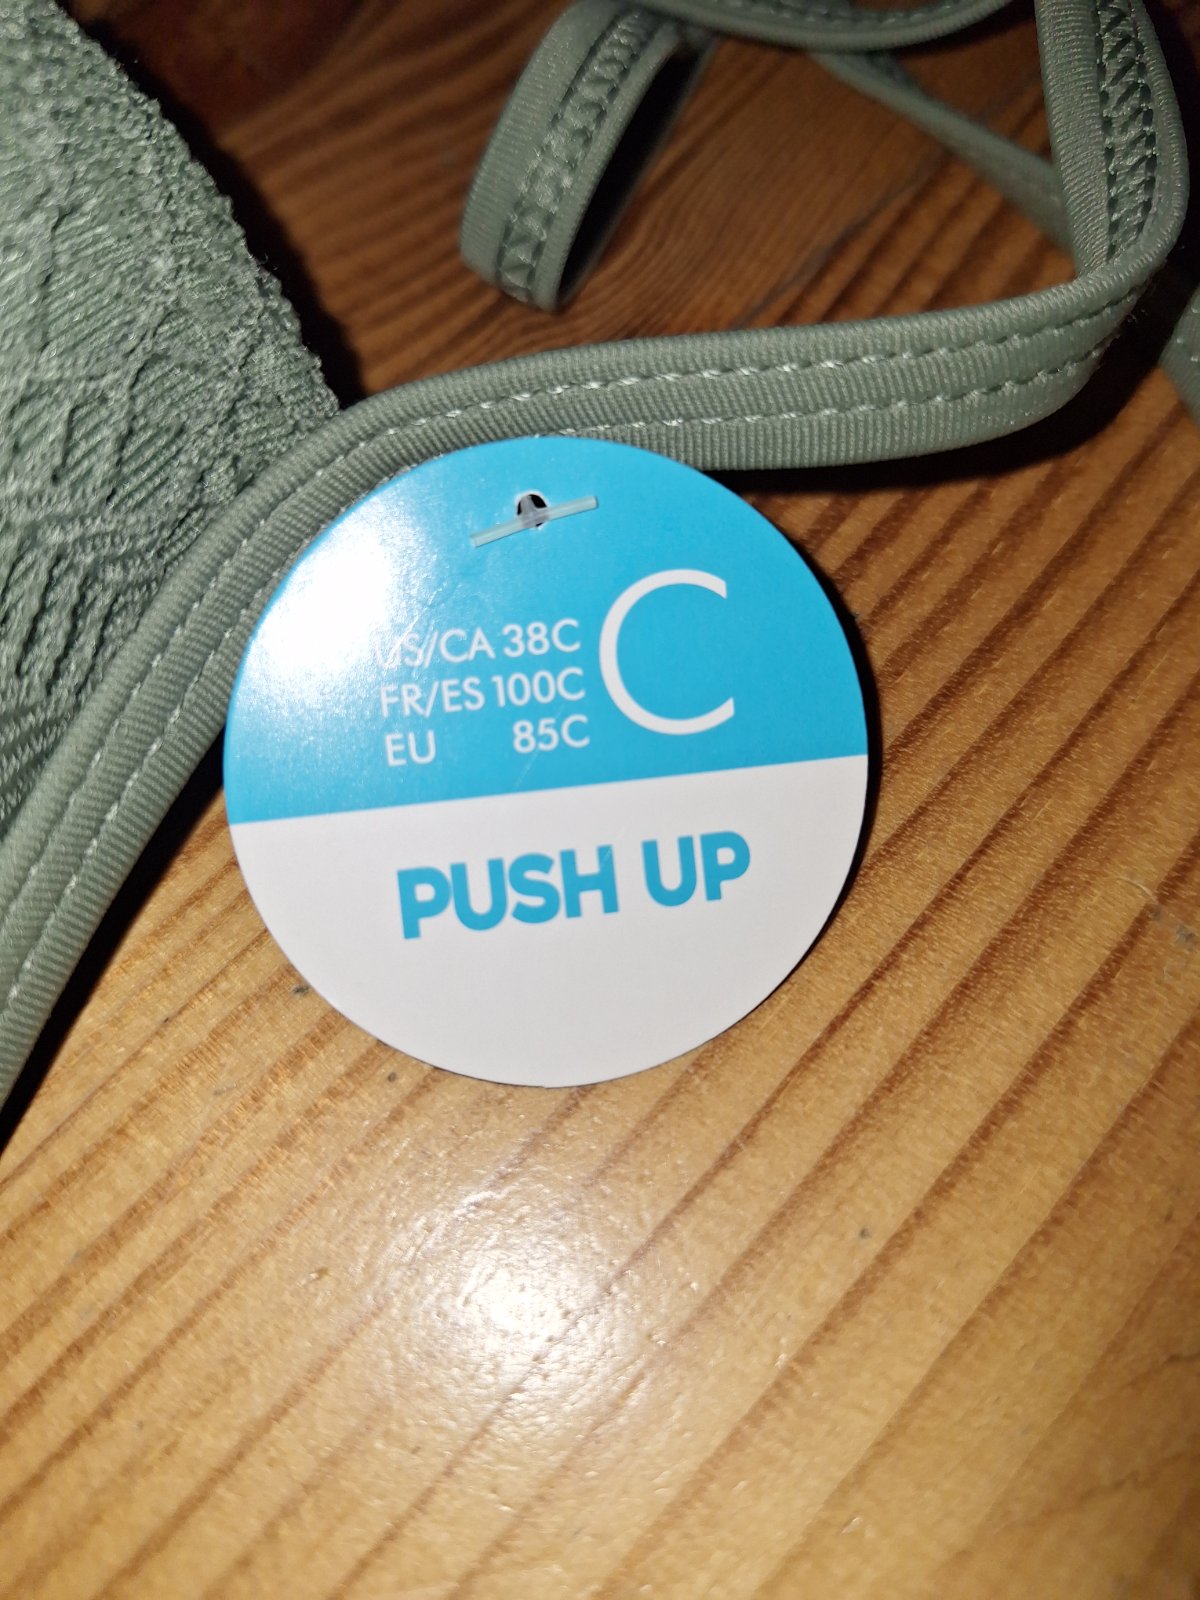 US/CA 38C
FR/ES 100C
EU 85C
C
PUSH UP